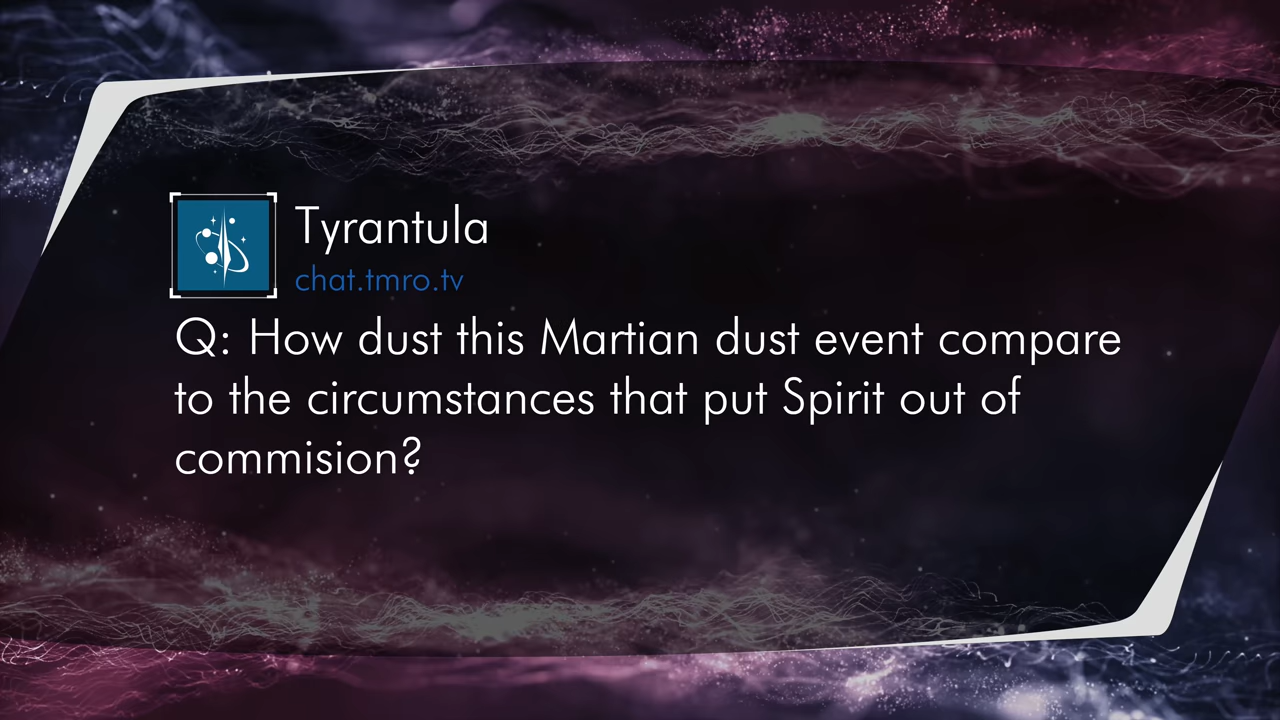 Tyrantula
chat.tmro.tv
Q: How dust this Martian dust event compare
to the circumstances that put Spirit out of
commision?